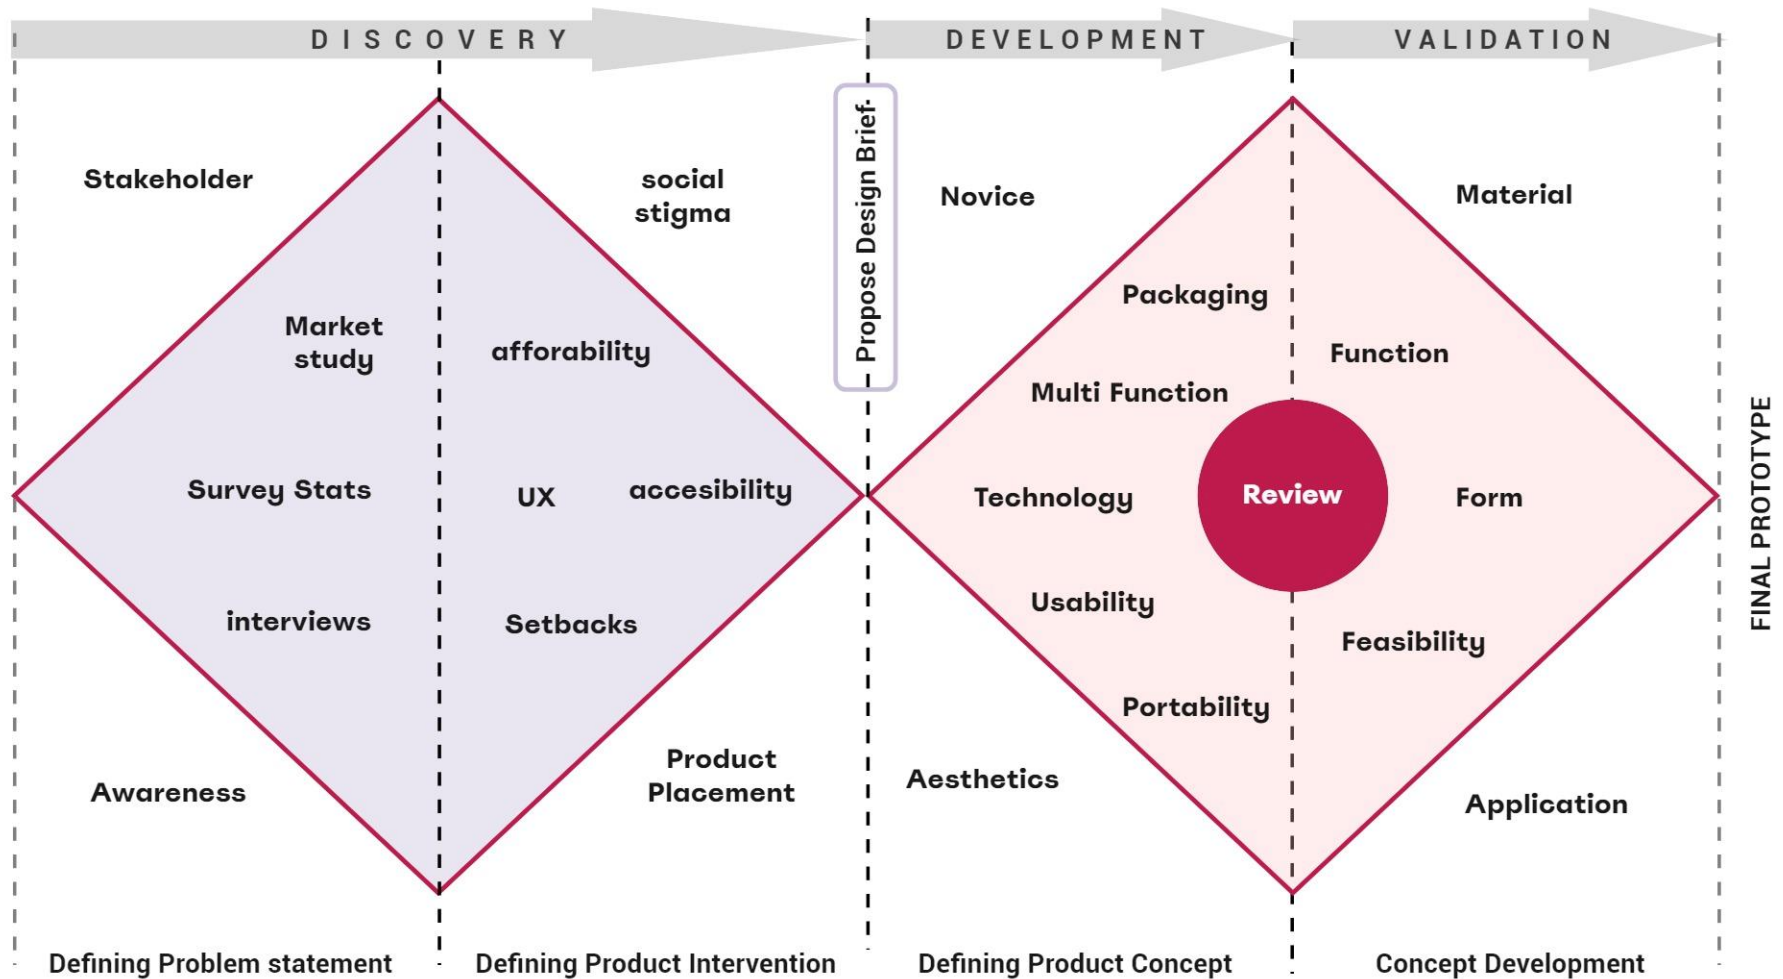 DISCOVERY
DEVELOPMENT
VALIDATION
Stakeholder
Market
study
Survey Stats
interviews
Awareness
social
stigma
afforability
UX
accesibility
Setbacks
Product
Placement
Propose Design Brief
Novice
Packaging
Multi Function
Technology
Usability
Portability
Aesthetics
Review
Material
Function
Form
Feasibility
Application
FINAL PROTOTYPE
Defining Problem statement
Defining Product Intervention
Defining Product Concept
Concept Development